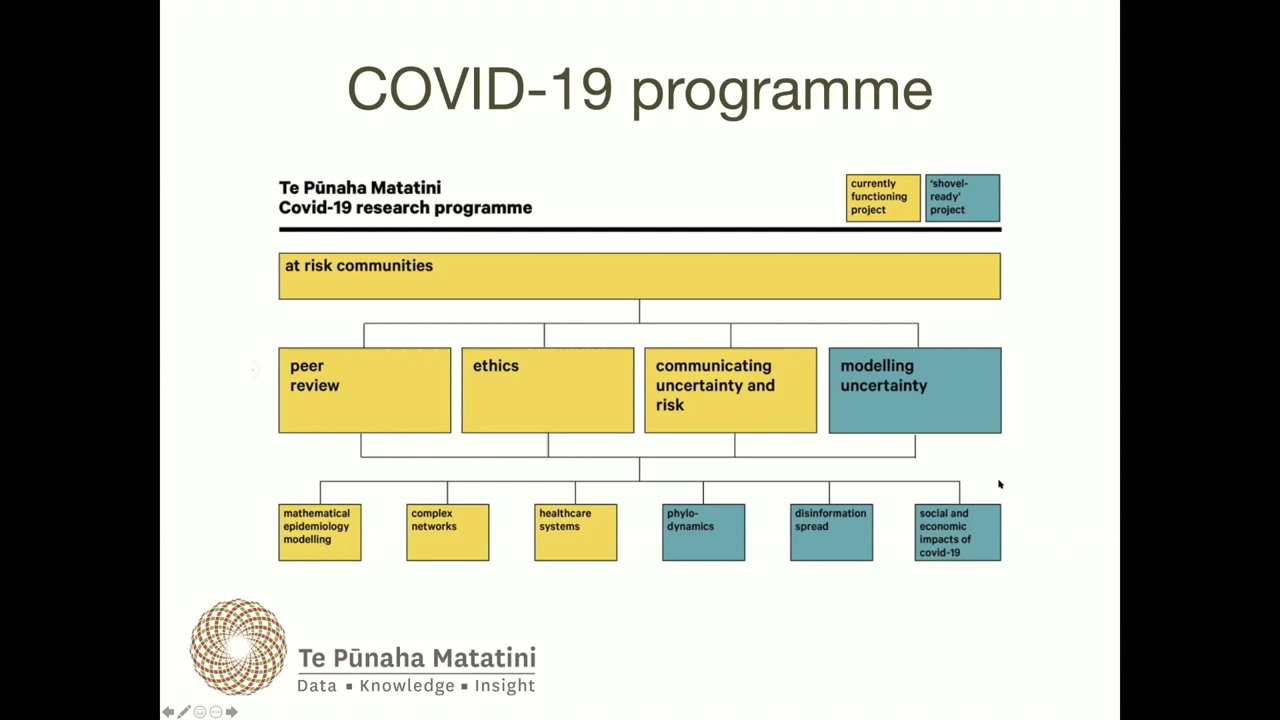 COVID-19 programme
Te Pūnaha Matatini
Covid-19 research programme
currently
functioning
project
'shovel-
ready'
project
at risk communities
peer
review
ethics
communicating
uncertainty and
risk
modelling
uncertainty
mathematical
epidemiology
modelling
complex
networks
healthcare
systems
phylo-
dynamics
disinformation
spread
social and
economic
impacts of
covid-19
Te Pūnaha Matatini
Data ▪ Knowledge ▪ Insight